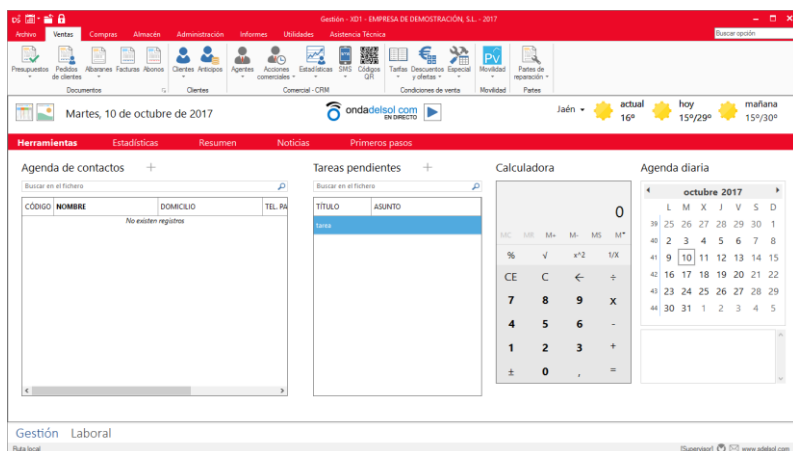 Gestión - XD1 - EMPRESA DE DEMOSTRACIÓN, S.L. - 2017
Archivo Ventas Compras Almacén Administración Informes Utilidades Asistencia Técnica Buscar opción
Presupuestos Pedidos de clientes Albaranes Facturas Abonos Clientes Anticipos Agentes Acciones comerciales Estadísticas SMS Códigos QR Tarifas Descuentos y ofertas Especial Movilidad Partes de reparación
Documentos Clientes Comercial - CRM Condiciones de venta Movilidad Partes
Martes, 10 de octubre de 2017
ondadelsol.com
EN DIRECTO
Jaén actual 16º hoy 15º/29º mañana 15º/30º
Herramientas Estadísticas Resumen Noticias Primeros pasos
Agenda de contactos +
Buscar en el fichero
CÓDIGO NOMBRE DOMICILIO TEL. PA
No existen registros
Tareas pendientes +
Buscar en el fichero
TÍTULO ASUNTO
tarea
Calculadora
0
MC MR M+ M- MS M*
% √ x^2 1/X
CE C ← ÷
7 8 9 x
4 5 6 -
1 2 3 +
± 0 , =
Agenda diaria
octubre 2017
L M X J V S D
39 25 26 27 28 29 30 1
40 2 3 4 5 6 7 8
41 9 10 11 12 13 14 15
42 16 17 18 19 20 21 22
43 23 24 25 26 27 28 29
44 30 31 1 2 3 4 5
Gestión Laboral
Ruta local [Supervisor] www.sdelsol.com